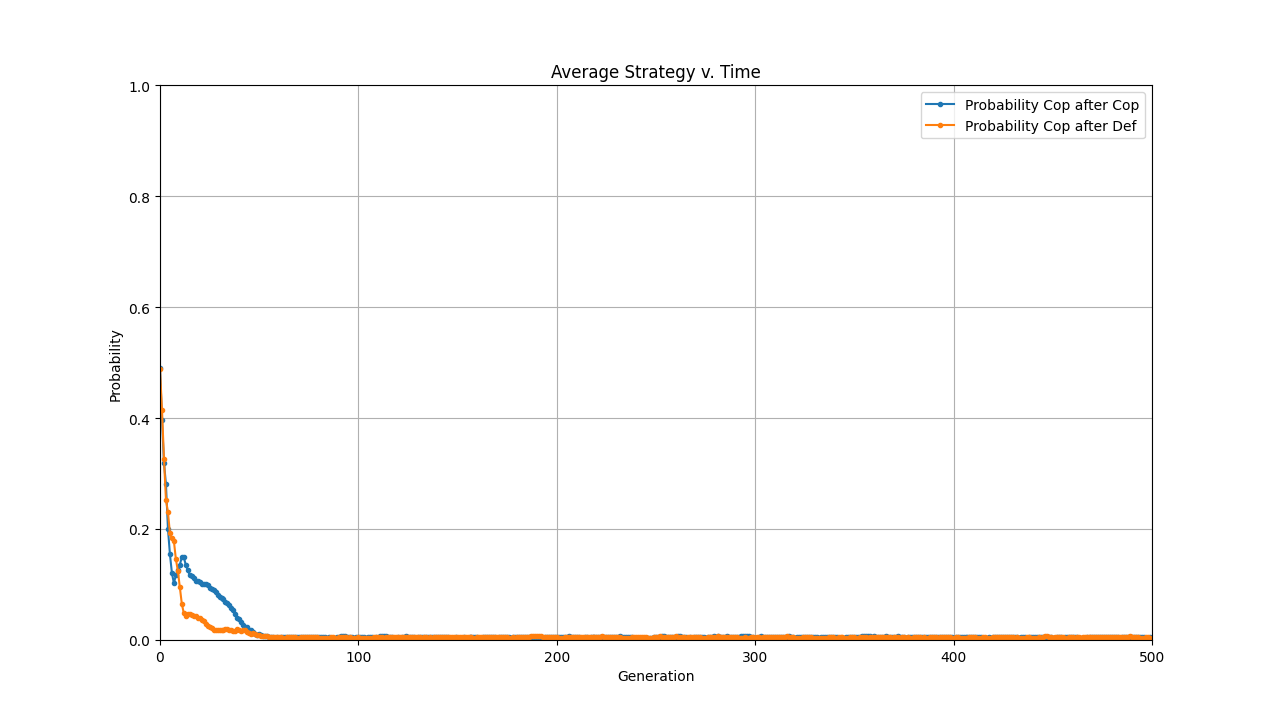 Average Strategy v. Time
Probability Cop after Cop
Probability Cop after Def
1.0
0.8
0.6
0.4
0.2
0.0
Probability
0 100 200 300 400 500
Generation